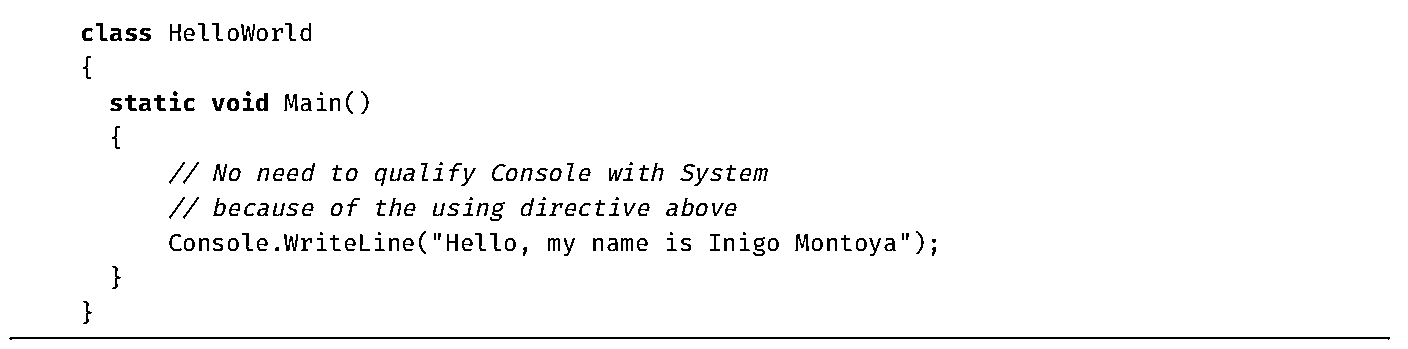 class HelloWorld
{
  static void Main()
  {
      // No need to qualify Console with System
      // because of the using directive above
      Console.WriteLine("Hello, my name is Inigo Montoya");
  }
}